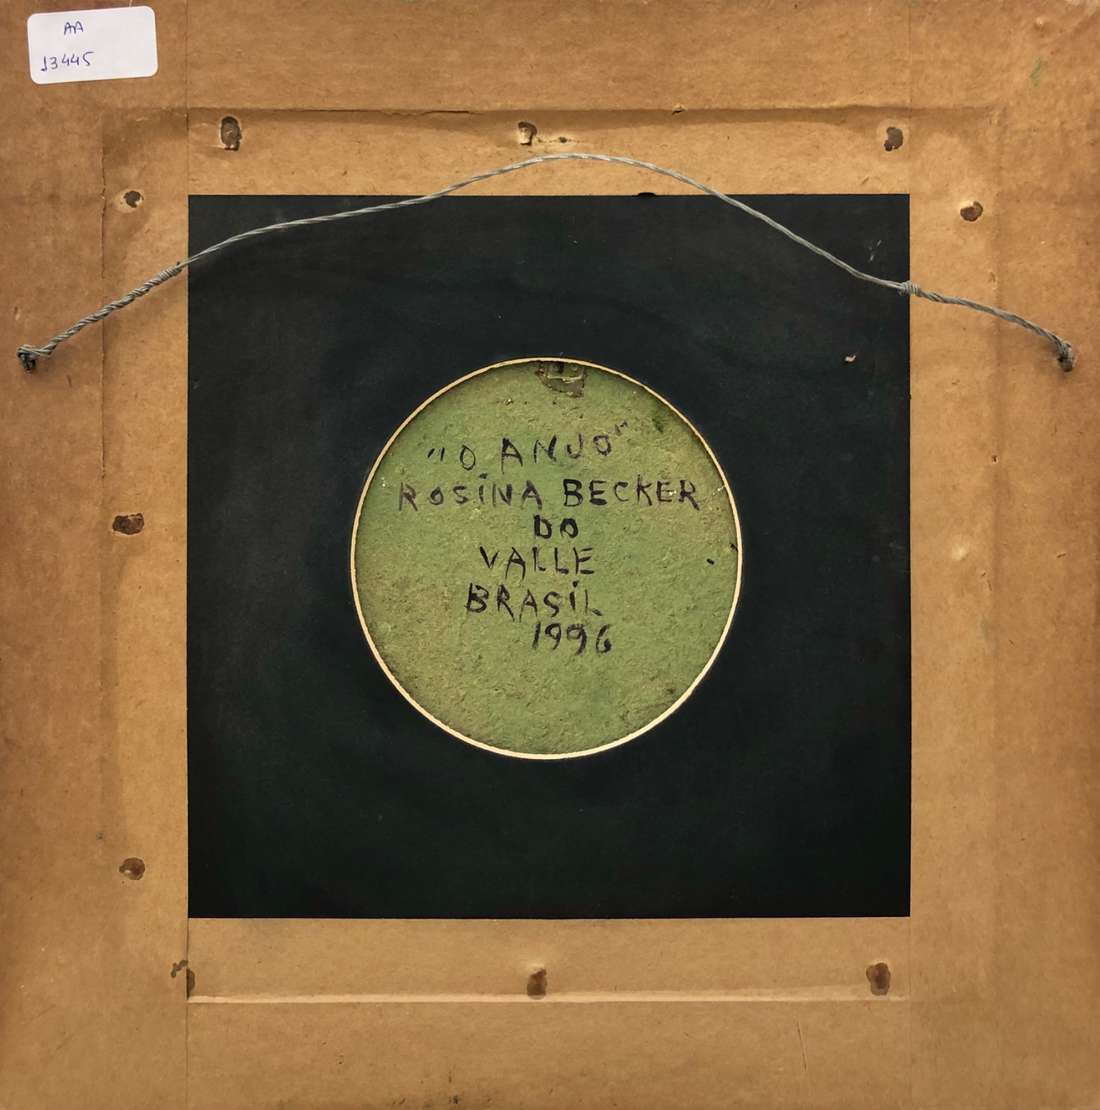 AA
13445
"O ANJO"
ROSINA BECKER
DO
VALLE
BRASIL
1996